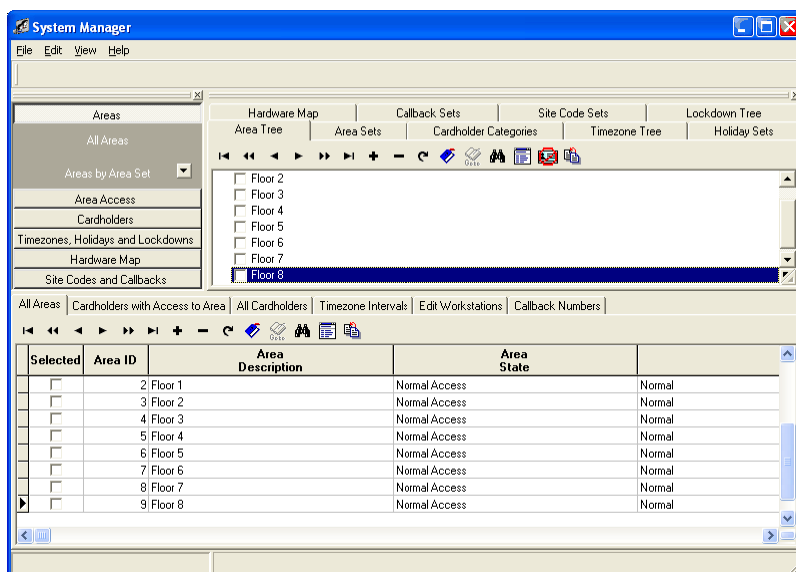 System Manager
File Edit View Help
Areas
All Areas
Areas by Area Set
Area Access
Cardholders
Timezones, Holidays and Lockdowns
Hardware Map
Site Codes and Callbacks
Hardware Map Callback Sets Site Code Sets Lockdown Tree
Area Tree Area Sets Cardholder Categories Timezone Tree Holiday Sets
Goto
Floor 2
Floor 3
Floor 4
Floor 5
Floor 6
Floor 7
Floor 8
All Areas Cardholders with Access to Area All Cardholders Timezone Intervals Edit Workstations Callback Numbers
Goto
Selected Area ID Area Description Area State
2 Floor 1 Normal Access Normal
3 Floor 2 Normal Access Normal
4 Floor 3 Normal Access Normal
5 Floor 4 Normal Access Normal
6 Floor 5 Normal Access Normal
7 Floor 6 Normal Access Normal
8 Floor 7 Normal Access Normal
9 Floor 8 Normal Access Normal